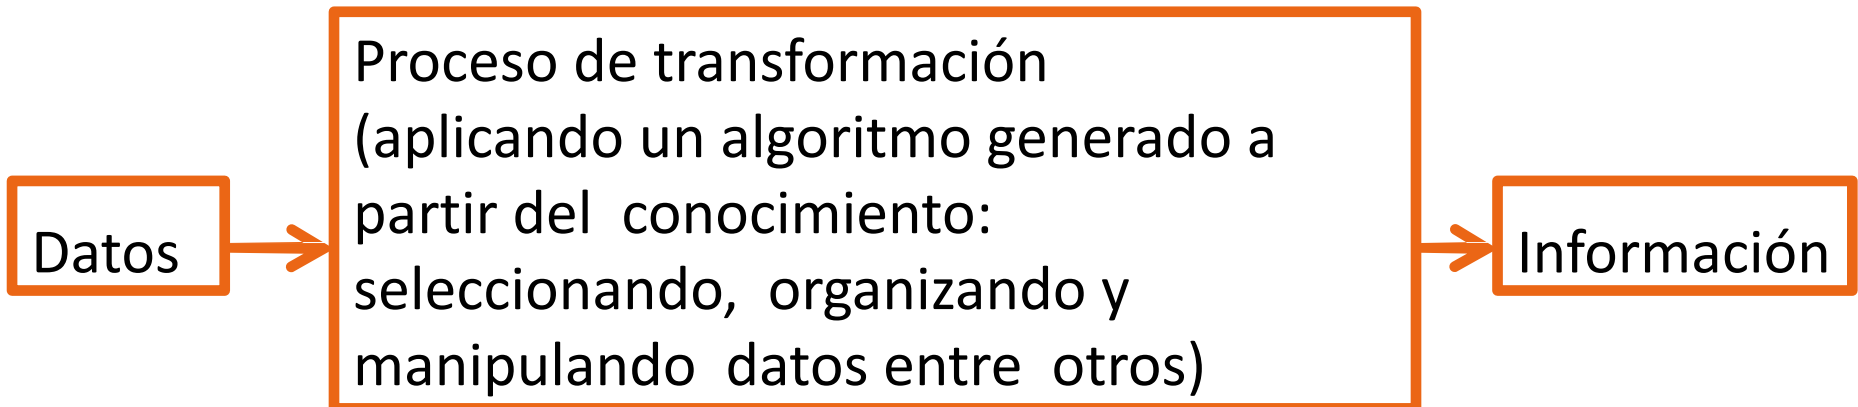 Datos
Proceso de transformación
(aplicando un algoritmo generado a
partir del  conocimiento:
seleccionando,  organizando y
manipulando  datos entre  otros)
Información